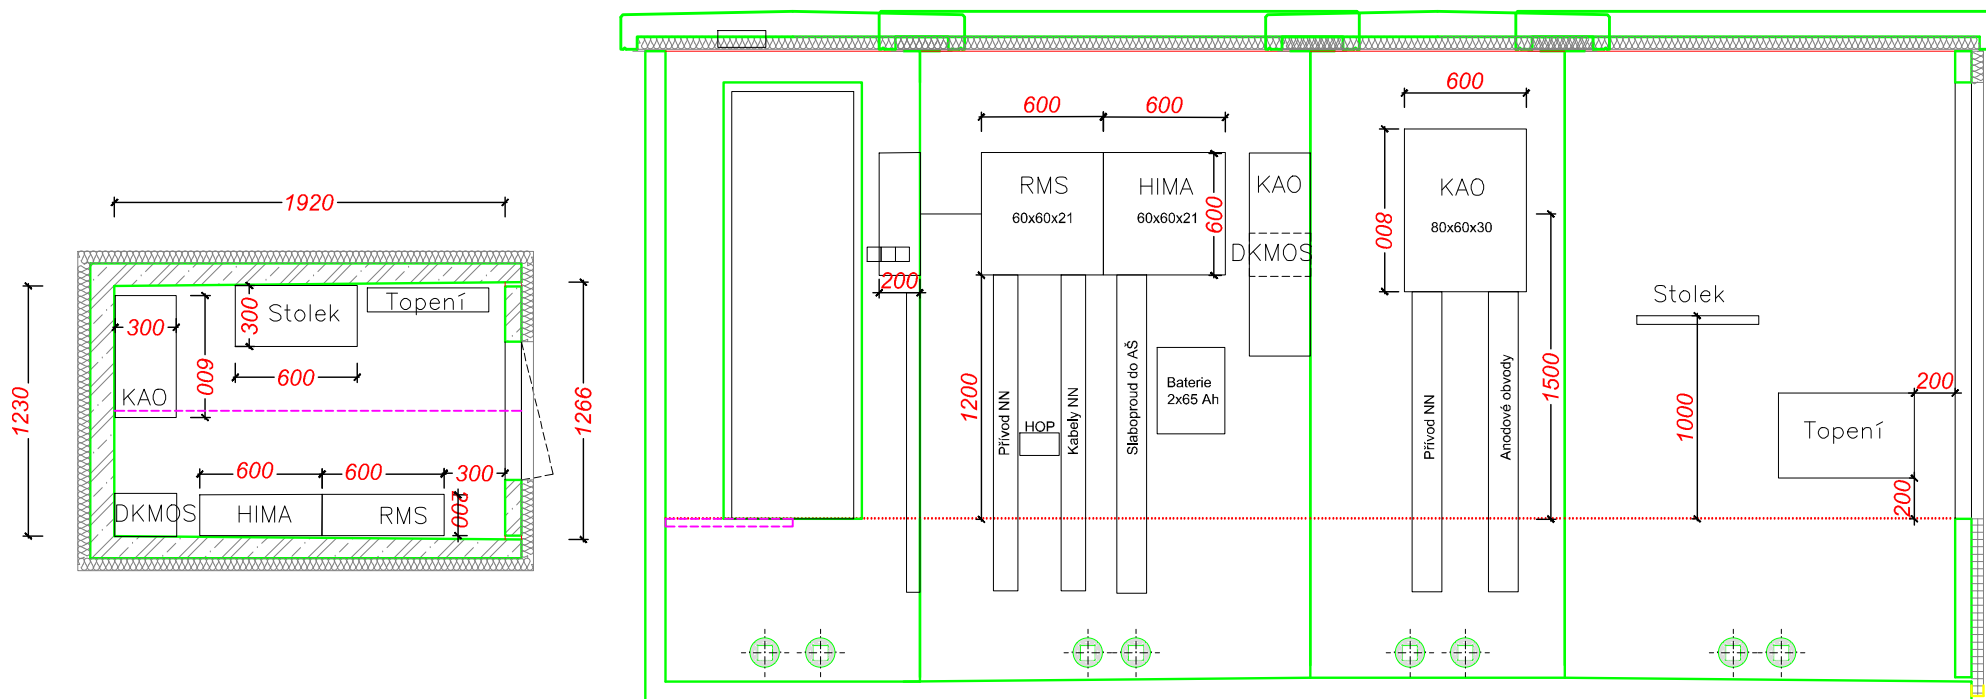 1920
300
KAO
600
300
Stolek
600
Topení
1230
1266
600
600
300
DKMOS
HIMA
RMS
200
600
600
RMS
60x60x21
HIMA
60x60x21
600
200
KAO
DKMOS
600
800
KAO
80x60x30
1200
Přívod NN
HOP
Kabely NN
Slaboproud do AŠ
Baterie
2x65 Ah
Přívod NN
Anodové obvody
1500
Stolek
1000
200
Topení
200